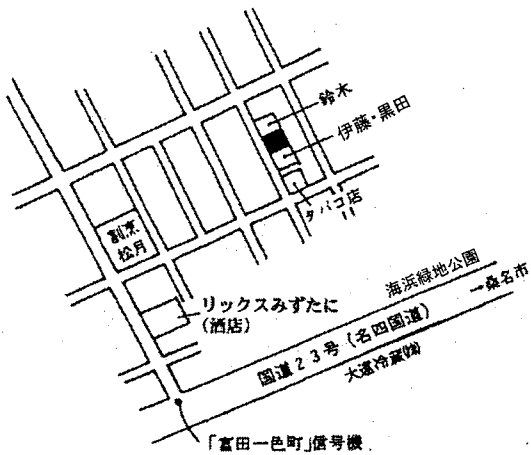 鈴木
伊藤・黒田
タバコ店
割烹
松月
リックスみずたに
(酒店)
海浜緑地公園
→桑名市
国道23号(名四国道)
大運冷蔵㈱
「富田一色町」信号機